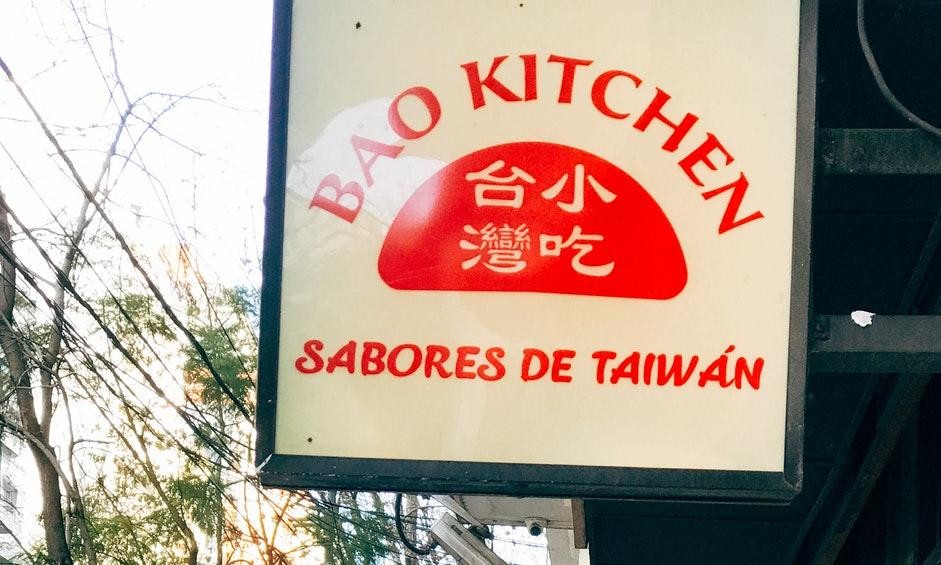 BAO KITCHEN
台灣
小吃
SABORES DE TAIWÁN